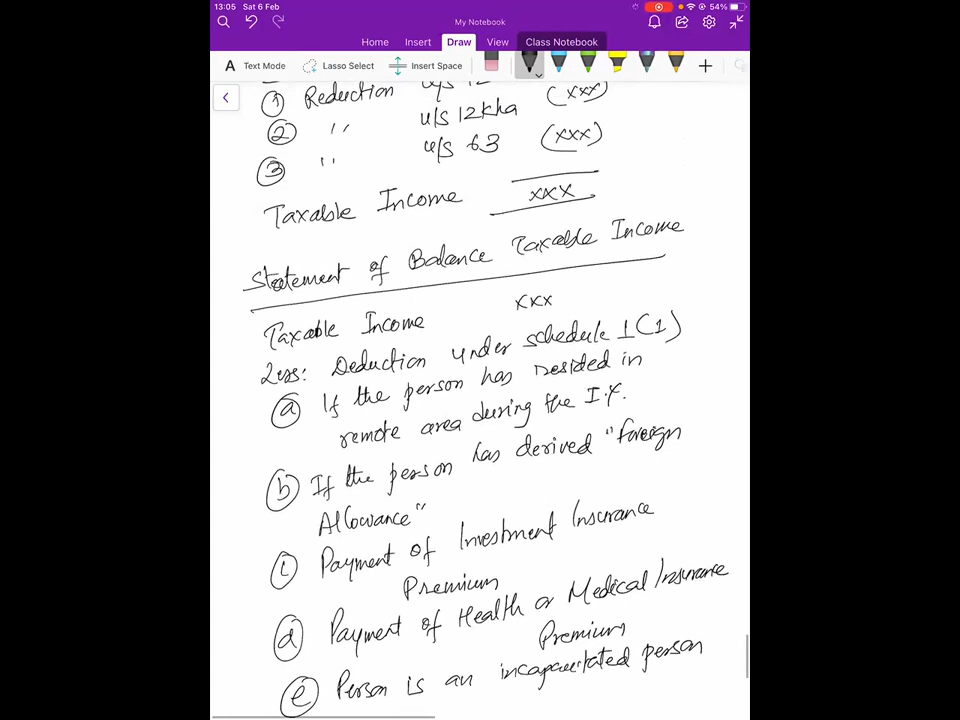 13:05 Sat 6 Feb 54%
My Notebook
Home Insert Draw View Class Notebook
A Text Mode Lasso Select Insert Space
① Reduction u/s 12 (xxx)
② " u/s 12kha
③ " u/s 63 (xxx)
Taxable Income xxx
Statement of Balance Taxable Income
Taxable Income xxx
Less: Deduction under schedule 1(1)
ⓐ If the person has resided in
remote area during the I.Y.
ⓑ If the person has derived "foreign
Allowance"
Payment of Investment Insurance
Premium
ⓓ Payment of Health or Medical Insurance
Premium
ⓔ Person is an incapacitated person